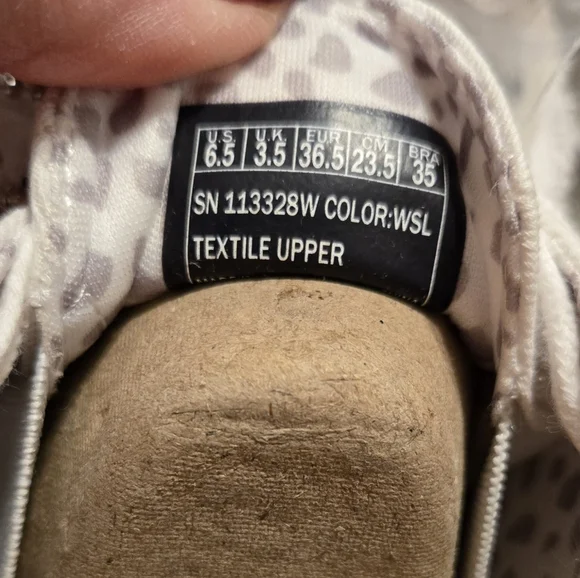 U.S. U.K. EUR CM BRA
6.5 3.5 36.5 23.5 35
SN 113328W COLOR:WSL
TEXTILE UPPER